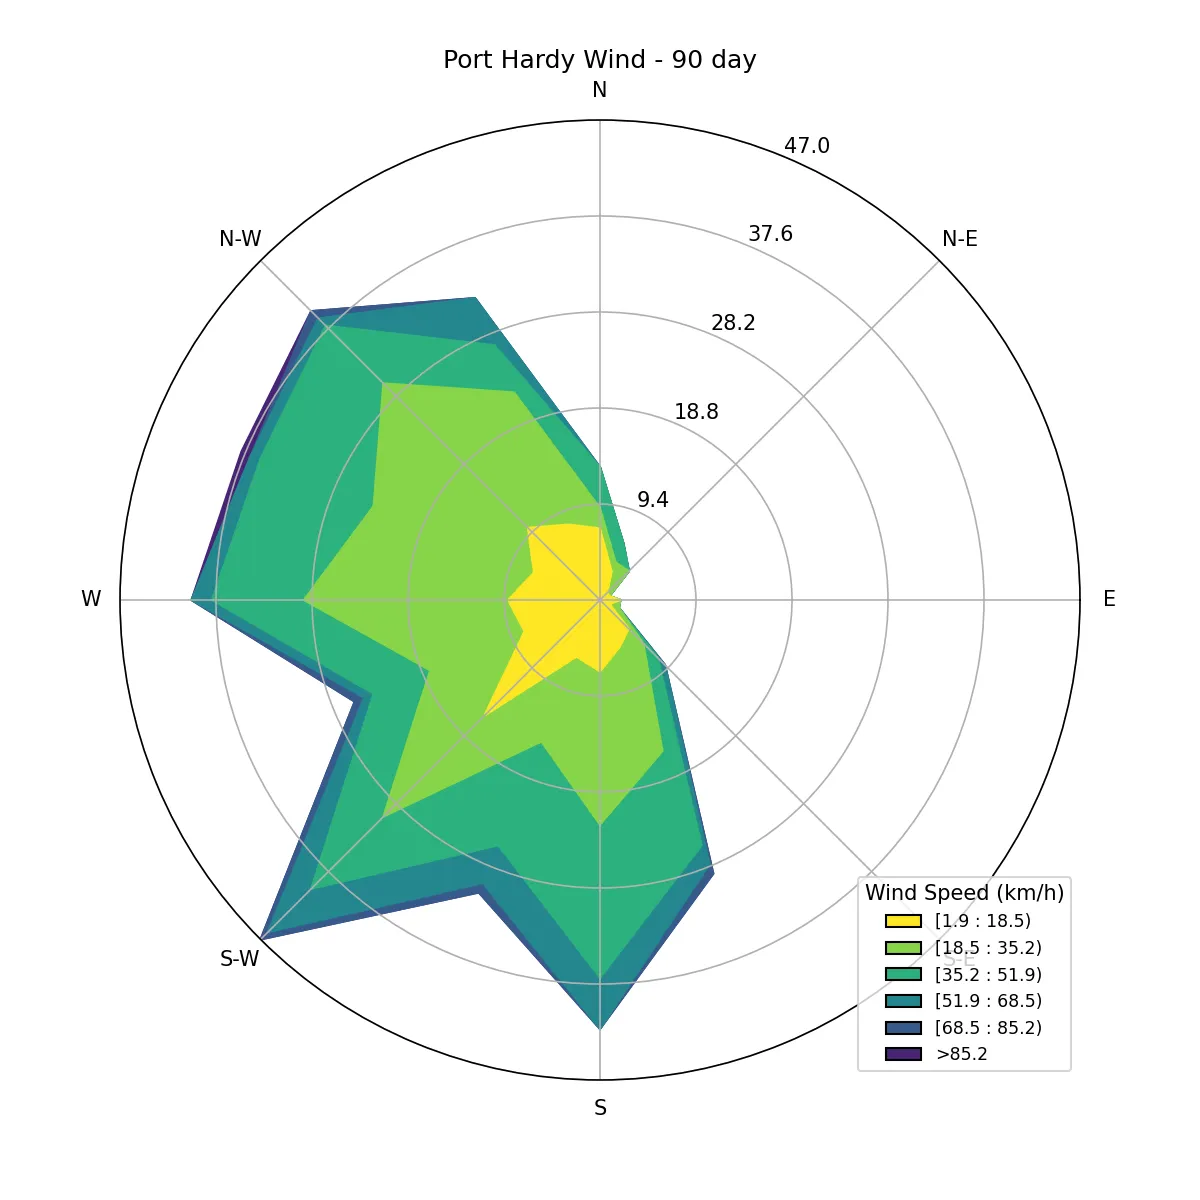 Port Hardy Wind - 90 day
N
47.0
N-W
N-E
37.6
28.2
18.8
9.4
W
E
Wind Speed (km/h)
[1.9 : 18.5)
[18.5 : 35.2)
S-W
S-E
[35.2 : 51.9)
[51.9 : 68.5)
[68.5 : 85.2)
>85.2
S